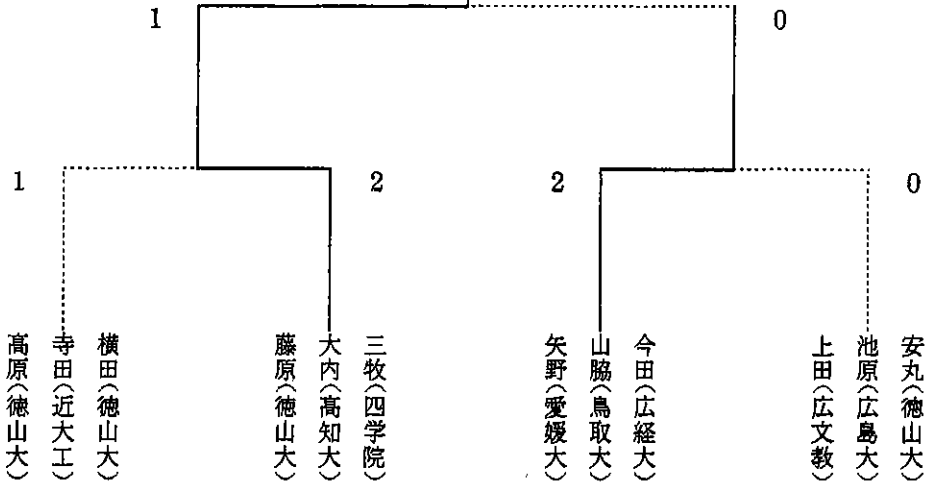 1
0
1
2
2
0
高原(徳山大)
寺田(近大工)
横田(徳山大)
藤原(徳山大)
大内(高知大)
三牧(四学院)
矢野(愛媛大)
山脇(鳥取大)
今田(広経大)
上田(広文教)
池原(広島大)
安丸(徳山大)